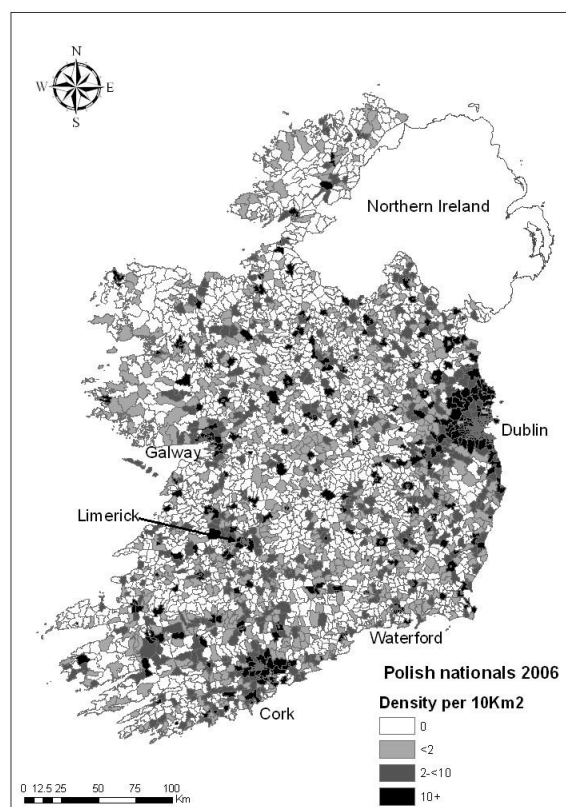 N
W E
S
Northern Ireland
Dublin
Galway
Limerick
Waterford
Cork
Polish nationals 2006
Density per 10Km2
0
<2
2-<10
10+
0 12.5 25 50 75 100
Km